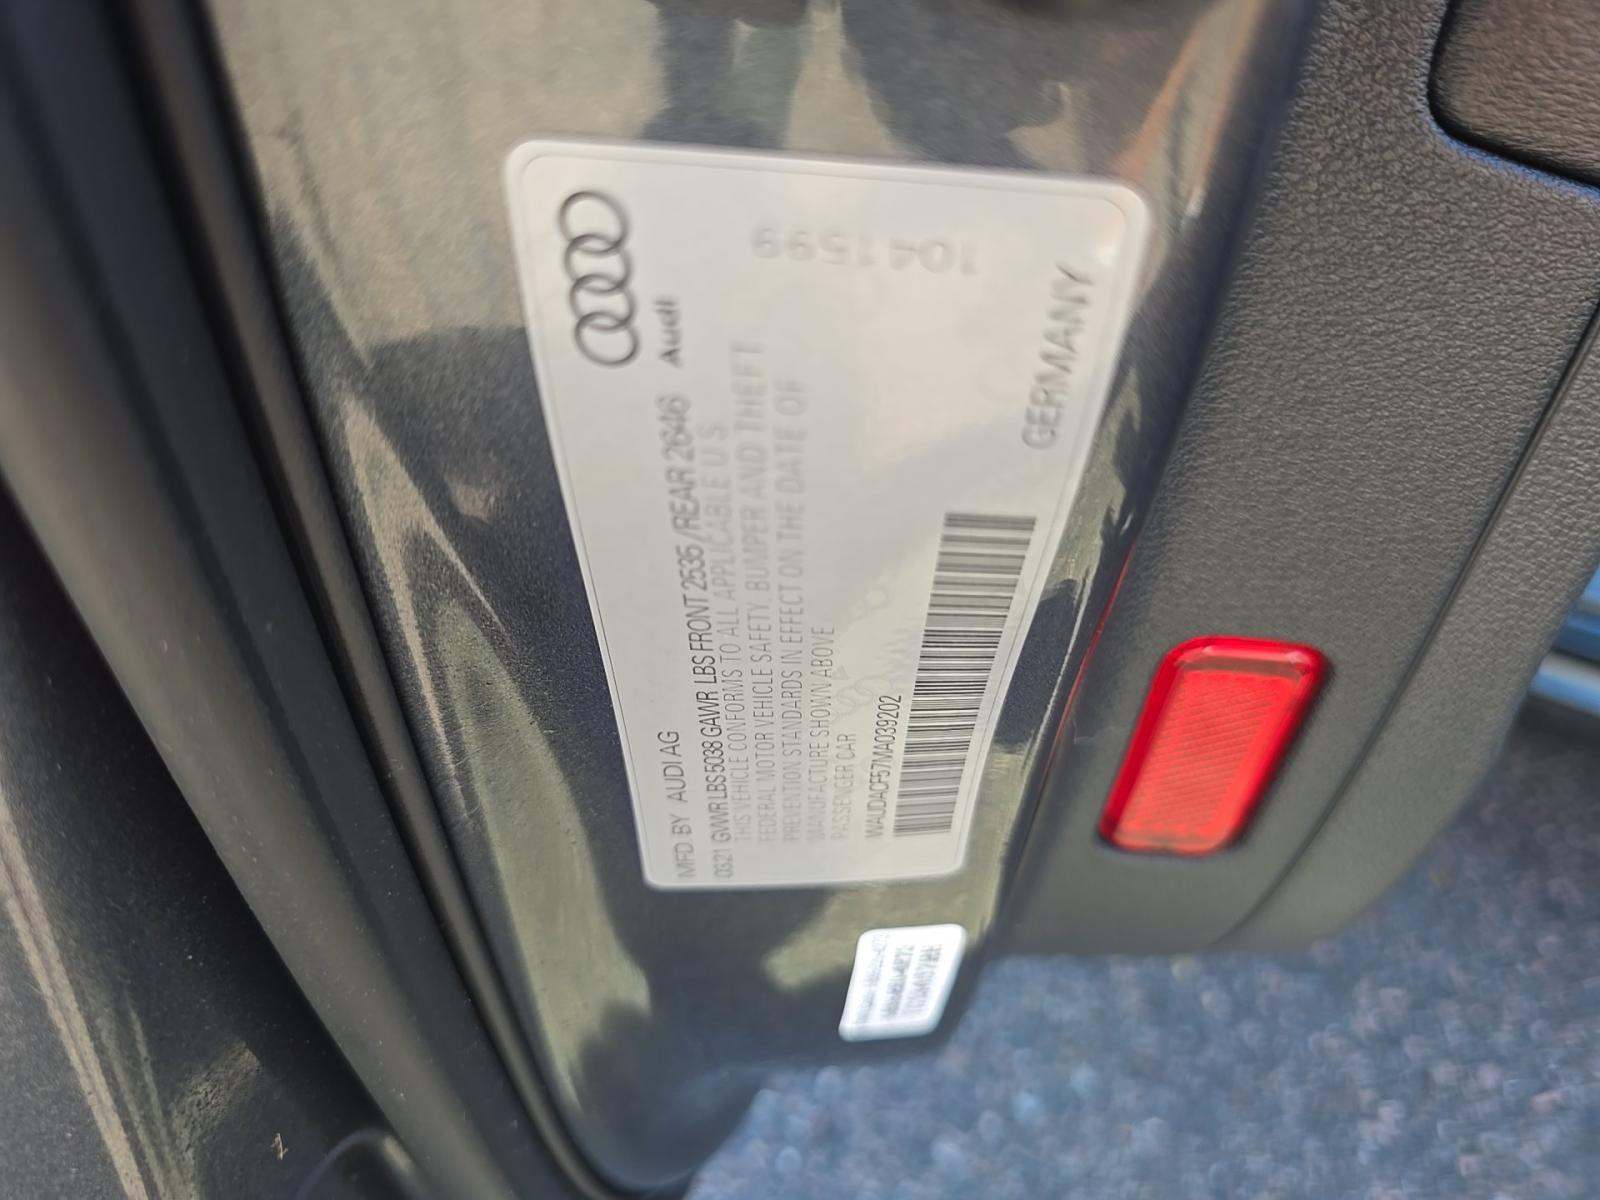 Audi
1041599
GERMANY
MFD BY AUDI AG
0321 GVWR LBS 5038 GAWR LBS FRONT 2535 / REAR 2646
THIS VEHICLE CONFORMS TO ALL APPLICABLE U S
FEDERAL MOTOR VEHICLE SAFETY, BUMPER AND THEFT
PREVENTION STANDARDS IN EFFECT ON THE DATE OF
MANUFACTURE SHOWN ABOVE
PASSENGER CAR
WAUDACF57MA039202